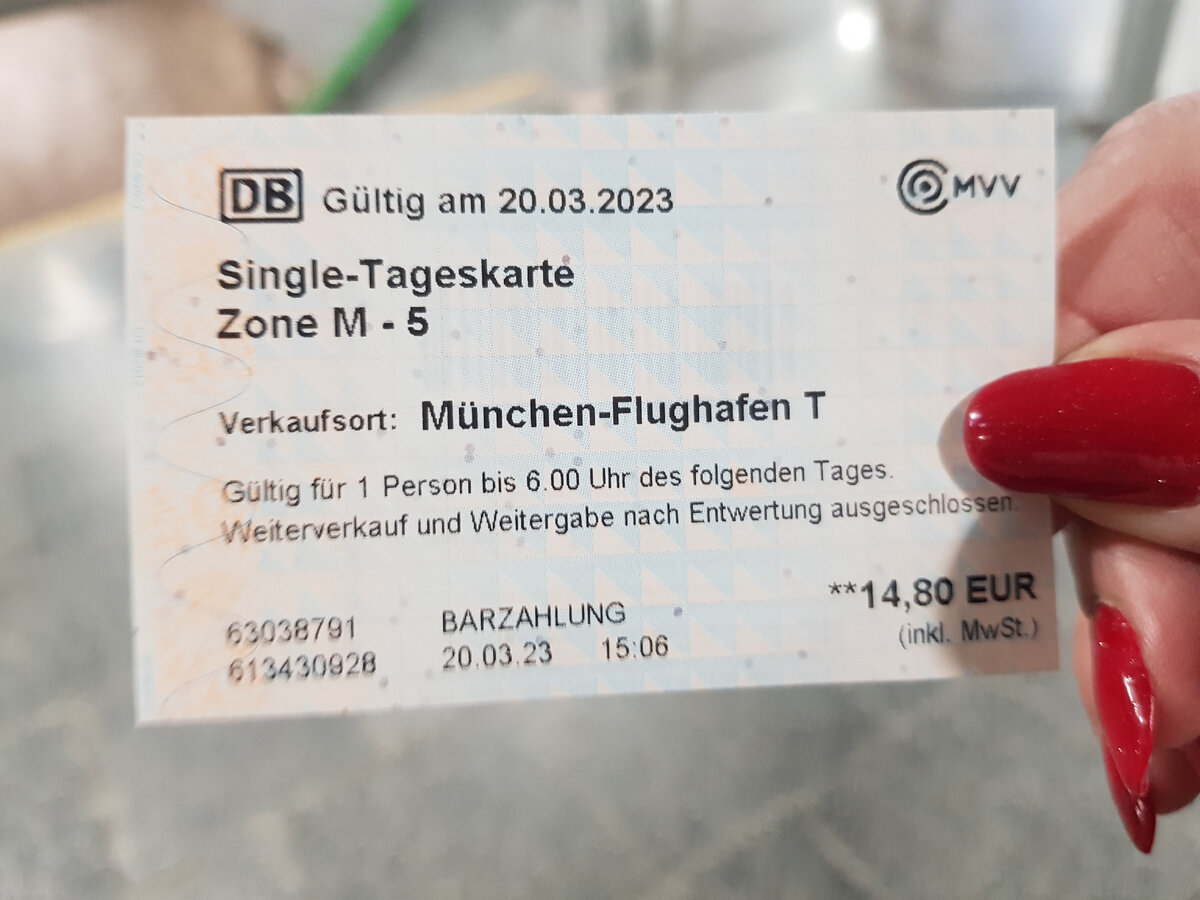 DB Gültig am 20.03.2023 MVV
Single-Tageskarte
Zone M - 5
Verkaufsort: München-Flughafen T
Gültig für 1 Person bis 6.00 Uhr des folgenden Tages.
Weiterverkauf und Weitergabe nach Entwertung ausgeschlossen.
**14,80 EUR
(inkl. MwSt.)
63038791 BARZAHLUNG
613430928 20.03.23 15:06